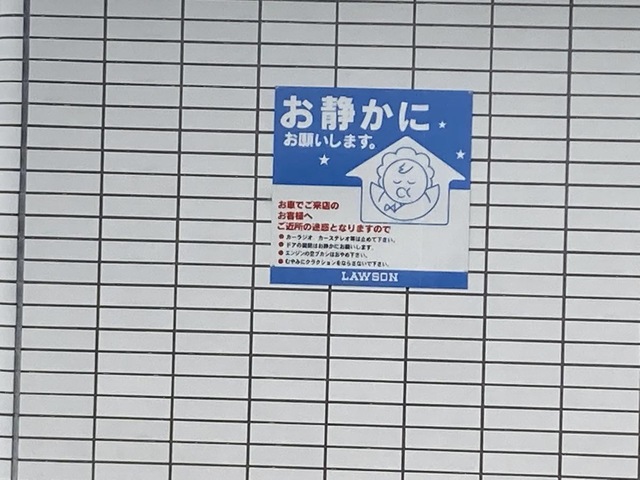 お静かに
お願いします。
お車でご来店の
お客様へ
ご近所の迷惑となりますので
●カーラジオ カーステレオ等は止めて下さい。
●ドアの開閉はお静かにお願いします。
●エンジンの空ブカシはおやめ下さい。
●むやみにクラクションをならさないで下さい。
LAWSON